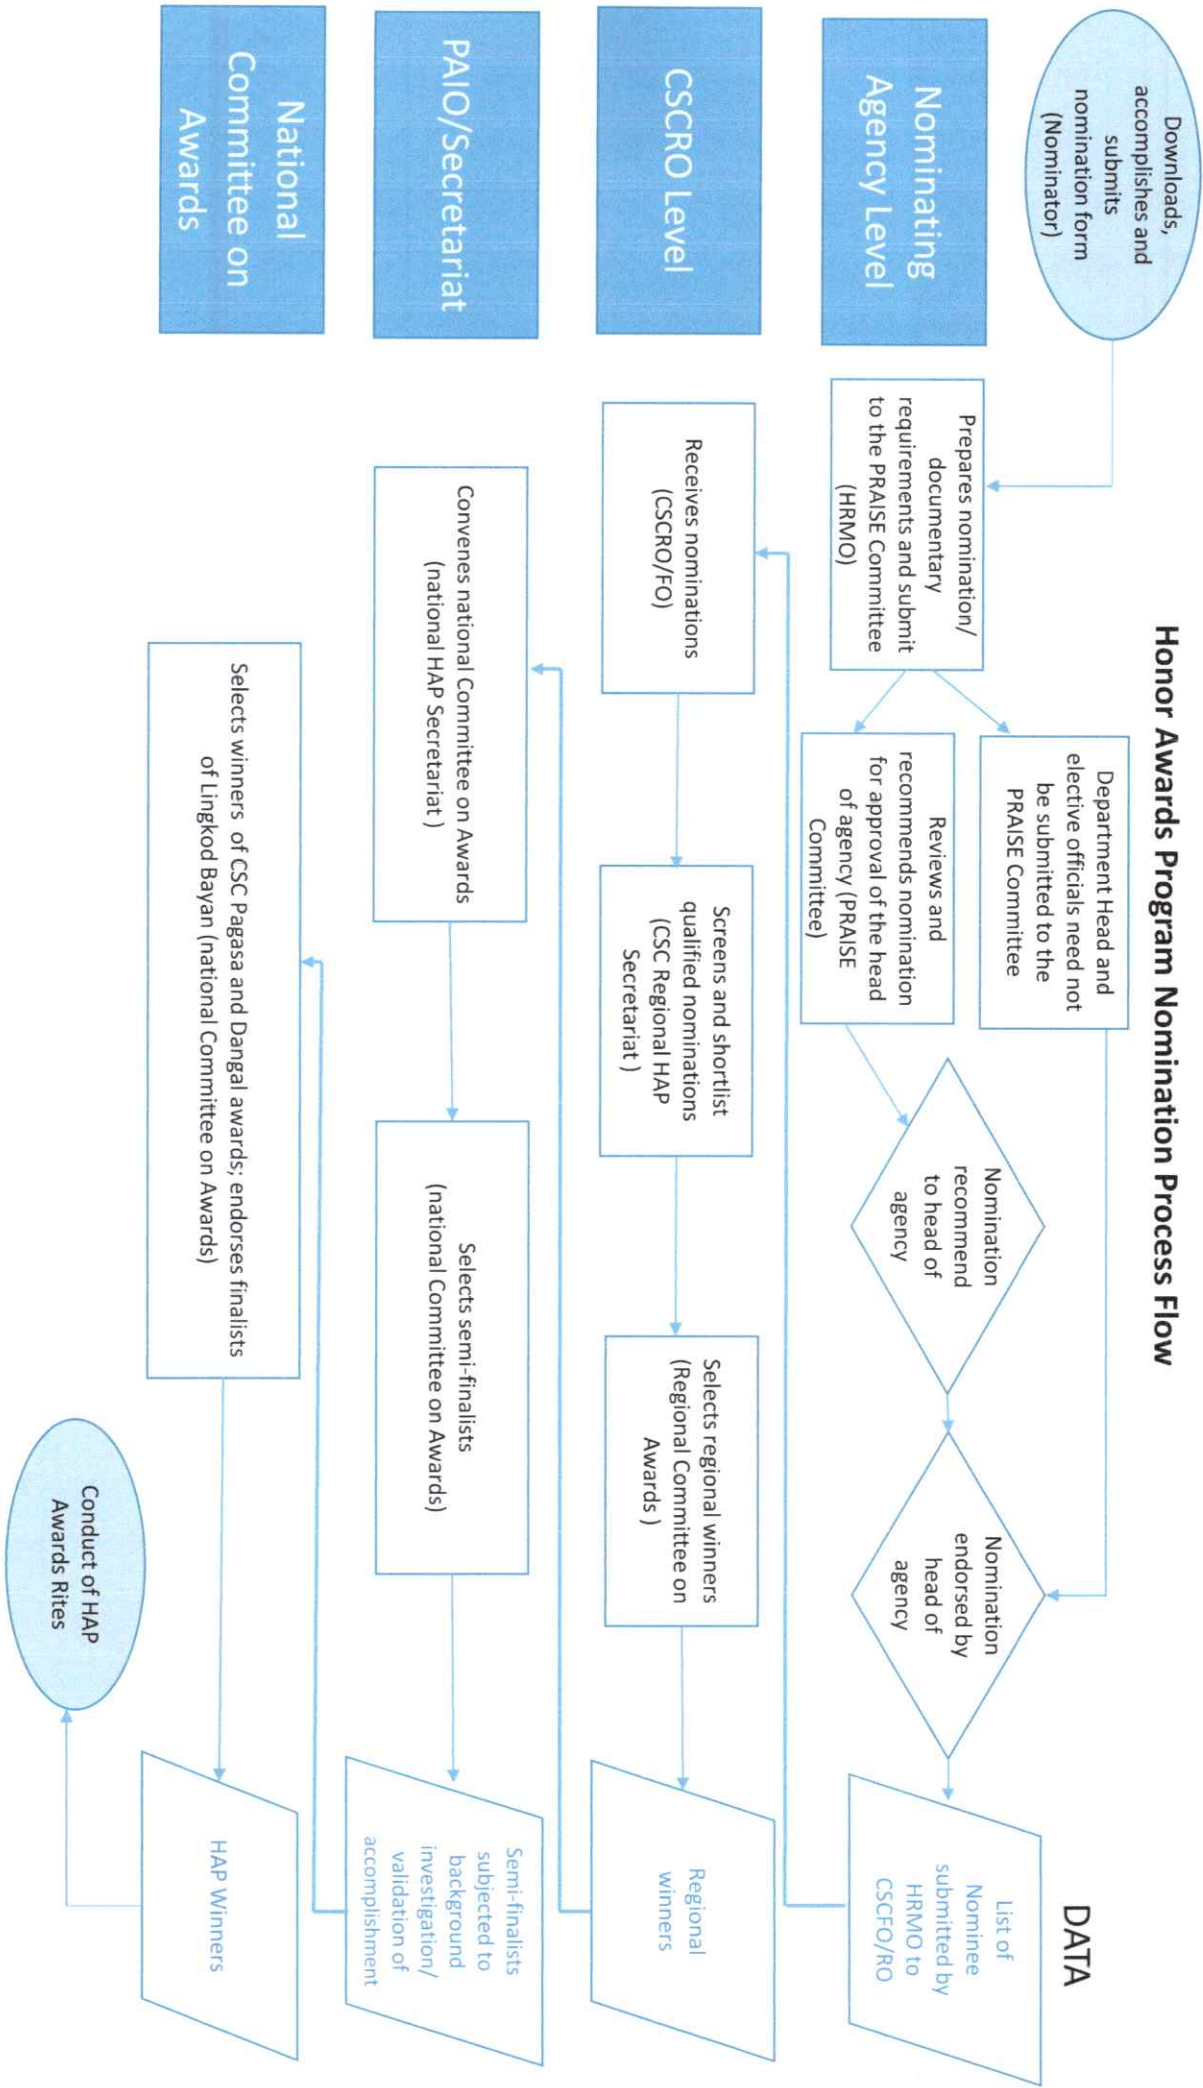 Honor Awards Program Nomination Process Flow
DATA
Downloads,
accomplishes and
submits
nomination form
(Nominator)
Nominating
Agency Level
Prepares nomination/
documentary
requirements and submit
to the PRAISE Committee
(HRMO)
Department Head and
elective officials need not
be submitted to the
PRAISE Committee
Reviews and
recommends nomination
for approval of the head
of agency (PRAISE
Committee)
Nomination
recommend
to head of
agency
Nomination
endorsed by
head of
agency
List of
Nominee
submitted by
HRMO to
CSCFO/RO
CSCRO Level
Receives nominations
(CSCRO/FO)
Screens and shortlist
qualified nominations
(CSC Regional HAP
Secretariat )
Selects regional winners
(Regional Committee on
Awards )
Regional
winners
PAIO/Secretariat
Convenes national Committee on Awards
(national HAP Secretariat )
Selects semi-finalists
(national Committee on Awards)
Semi-finalists
subjected to
background
investigation/
validation of
accomplishment
National
Committee on
Awards
Selects winners  of CSC Pagasa and Dangal awards; endorses finalists
of Lingkod Bayan (national Committee on Awards)
HAP Winners
Conduct of HAP
Awards Rites